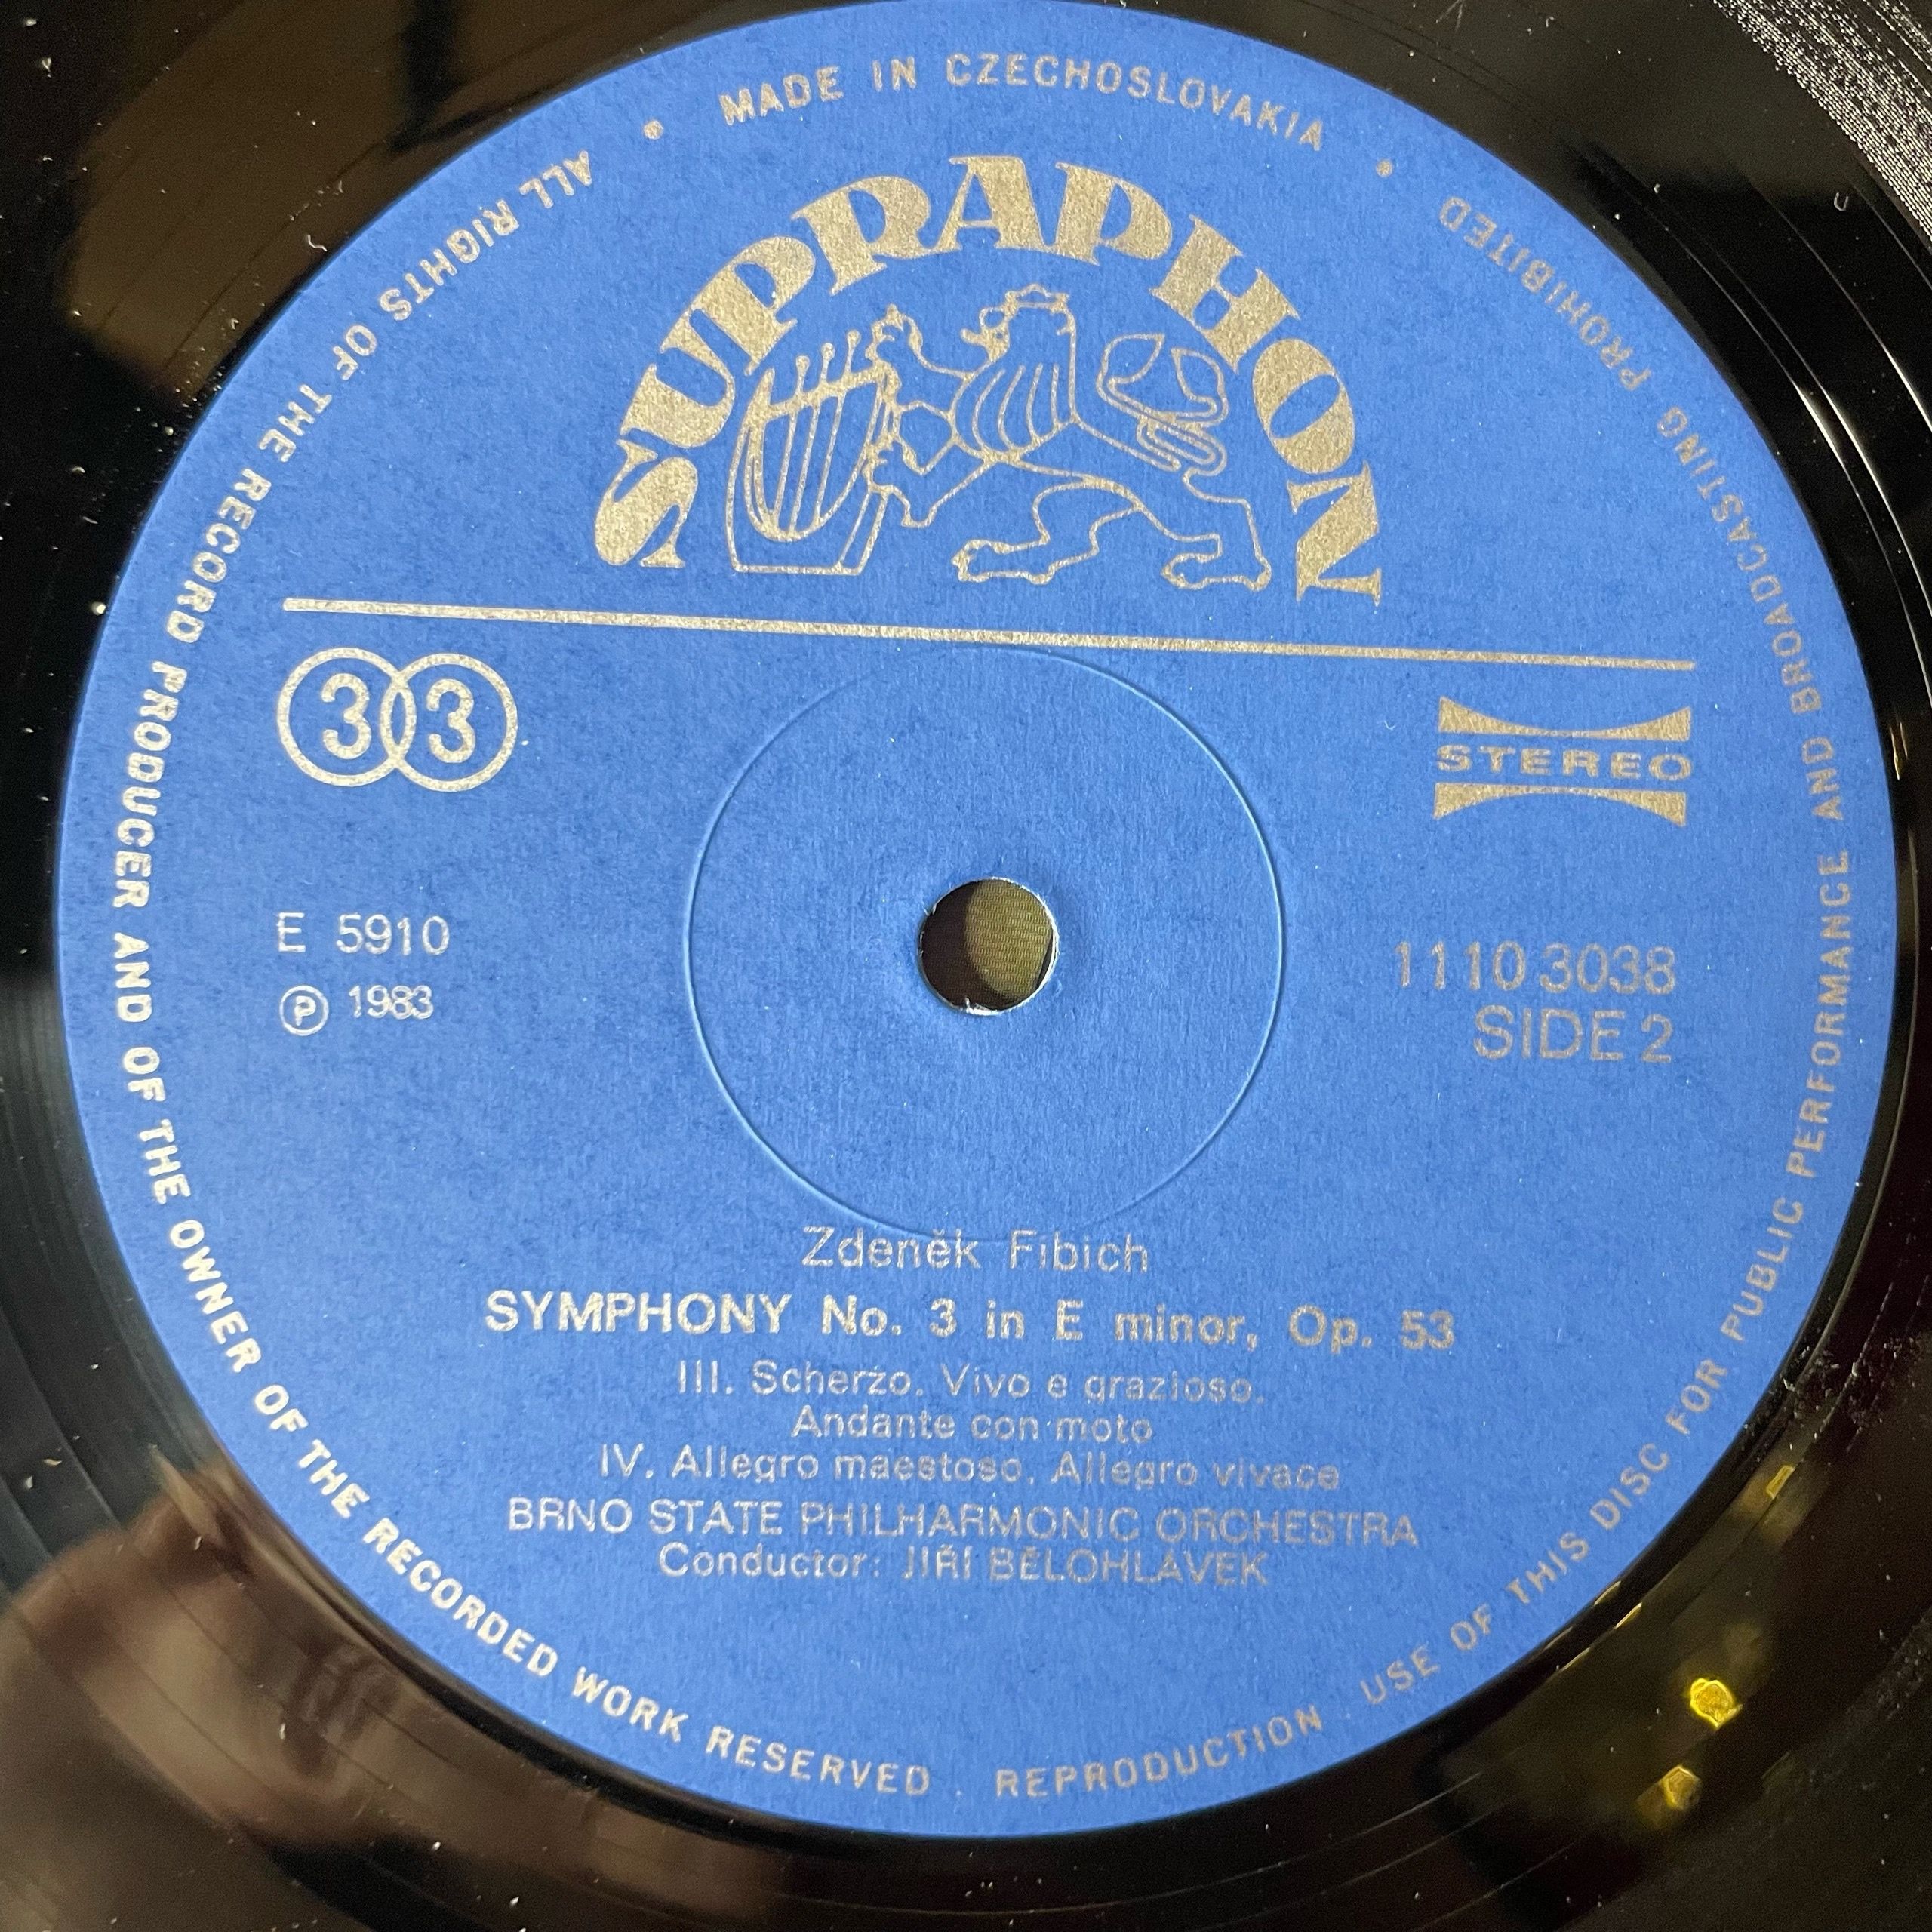 MADE IN CZECHOSLOVAKIA
SUPRAPHON
33
STEREO
E 5910
℗ 1983
1110 3038
SIDE 2
Zdeněk Fibich
SYMPHONY No. 3 in E minor, Op. 53
III. Scherzo. Vivo e grazioso.
Andante con moto
IV. Allegro maestoso. Allegro vivace
BRNO STATE PHILHARMONIC ORCHESTRA
Conductor: JIŘÍ BĚLOHLÁVEK
ALL RIGHTS OF THE RECORD PRODUCER AND OF THE OWNER OF THE RECORDED WORK RESERVED . REPRODUCTION . USE OF THIS DISC FOR PUBLIC PERFORMANCE AND BROADCASTING PROHIBITED